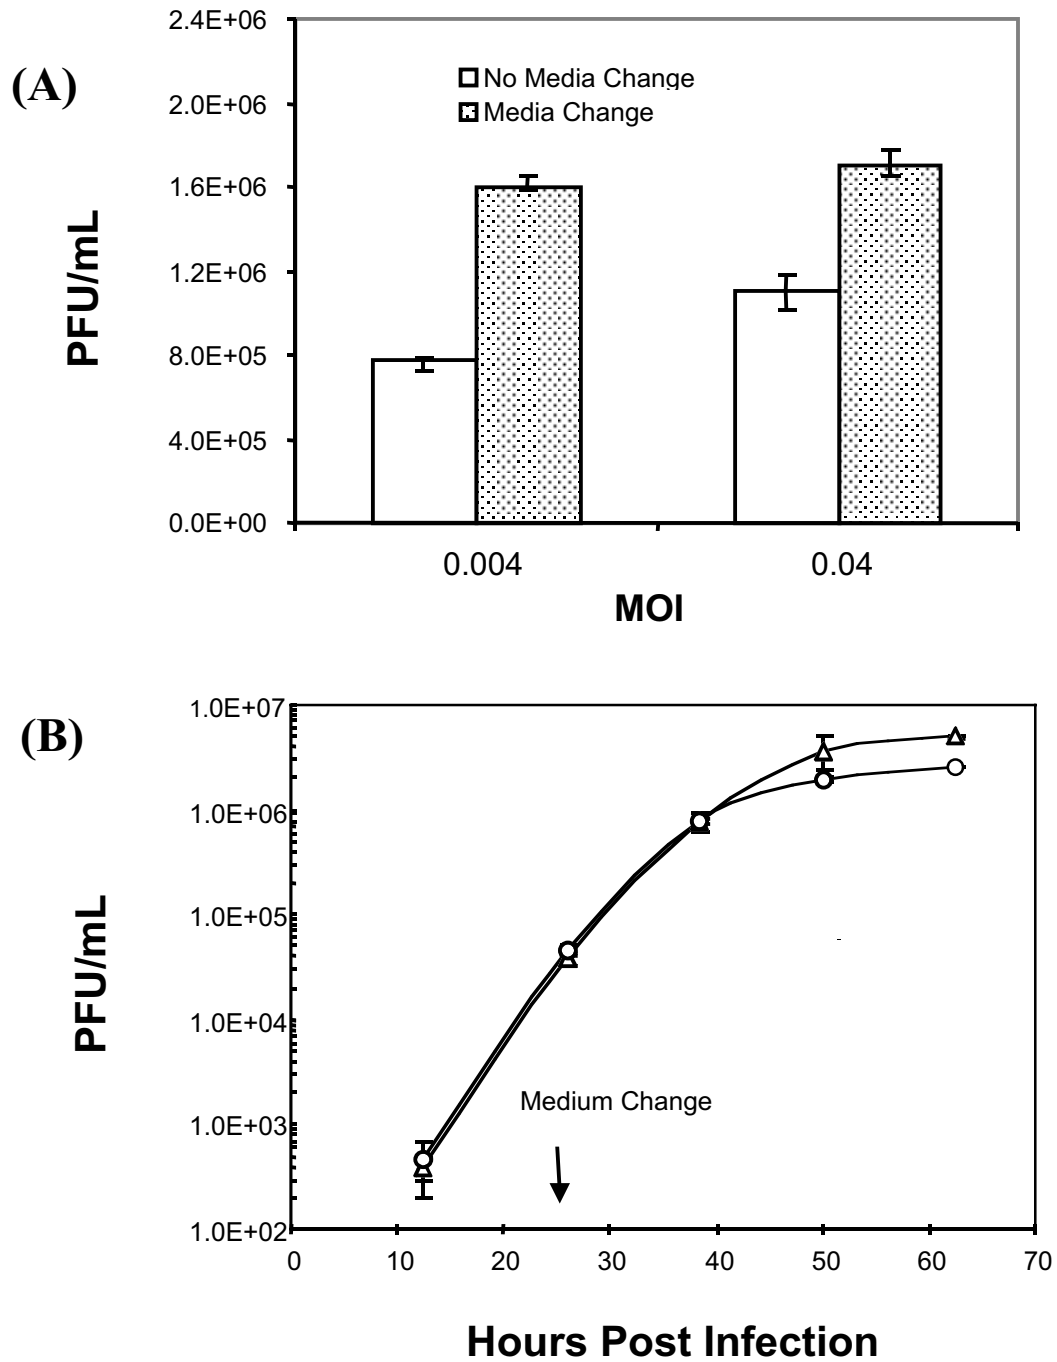 (A)
2.4E+06
2.0E+06
1.6E+06
1.2E+06
8.0E+05
4.0E+05
0.0E+00
PFU/mL
No Media Change
Media Change
0.004 0.04
MOI
(B)
1.0E+07
1.0E+06
1.0E+05
1.0E+04
1.0E+03
1.0E+02
PFU/mL
Medium Change
0 10 20 30 40 50 60 70
Hours Post Infection